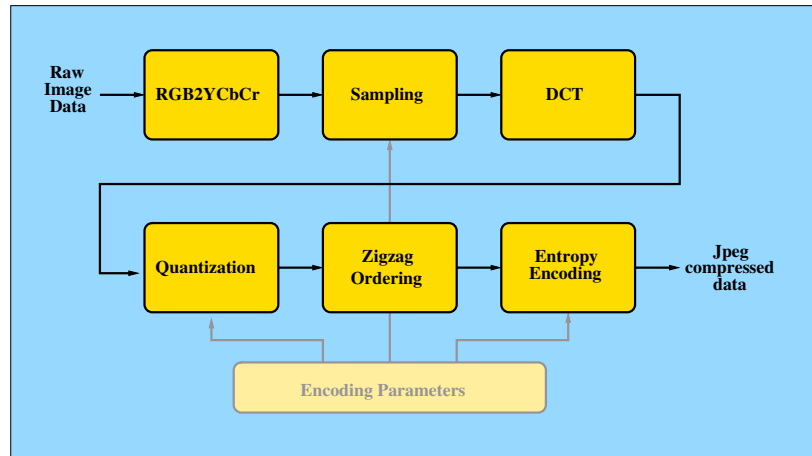 Raw
Image
Data
RGB2YCbCr
Sampling
DCT
Quantization
Zigzag
Ordering
Entropy
Encoding
Jpeg
compressed
data
Encoding Parameters